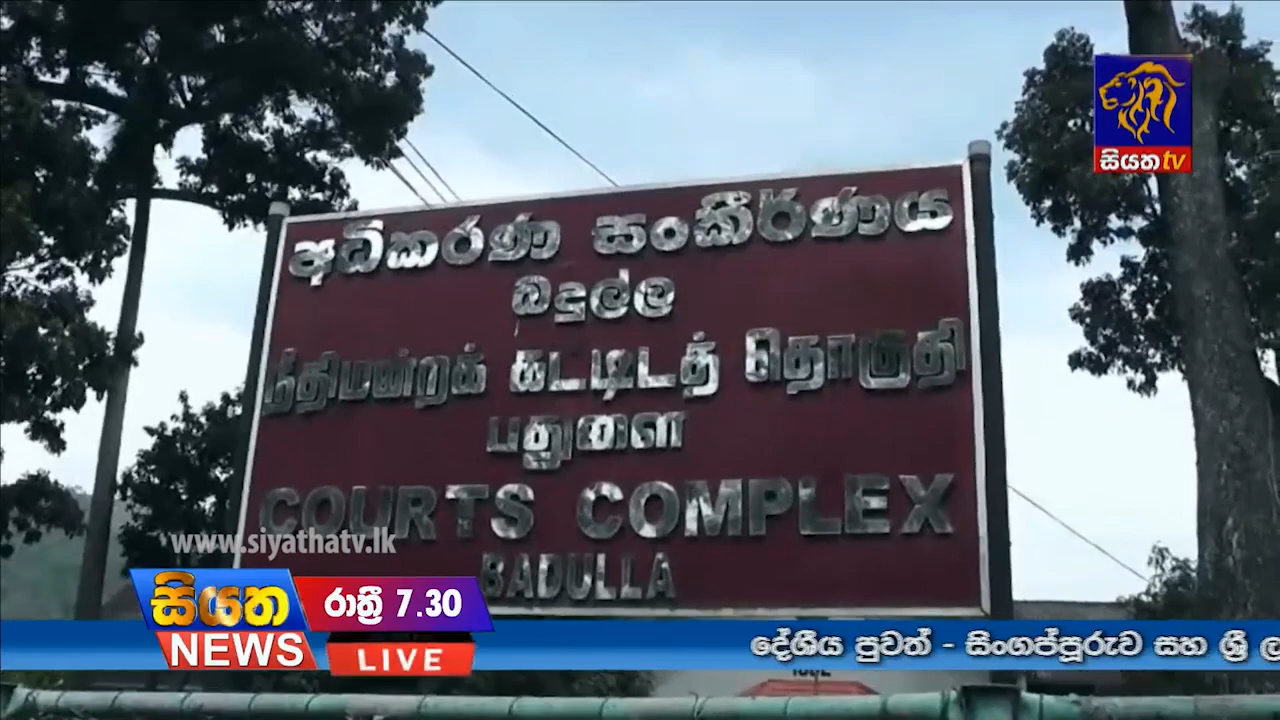 සියත tv
අධිකරණ සංකීර්ණය
බදුල්ල
நீதிமன்றக் கட்டிடத் தொகுதி
பதுளை
COURTS COMPLEX
BADULLA
www.siyathatv.lk
සියත
NEWS
රාත්‍රී 7.30
LIVE
දේශීය පුවත් - සිංගප්පූරුව සහ ශ්‍රී ල